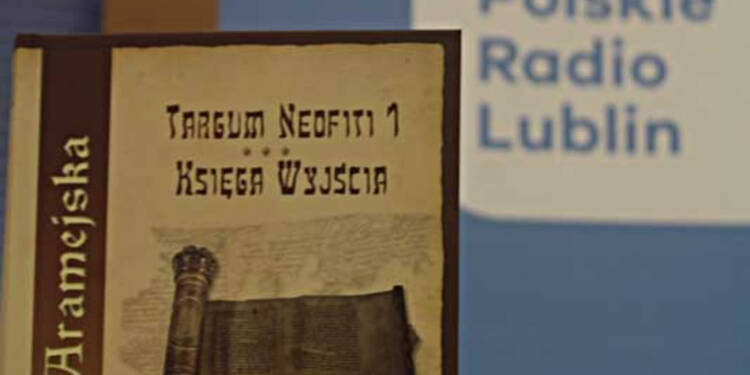 Aramejska
TARGUM NEOFITI 1
***
KSIĘGA WYJŚCIA
Polskie
Radio
Lublin